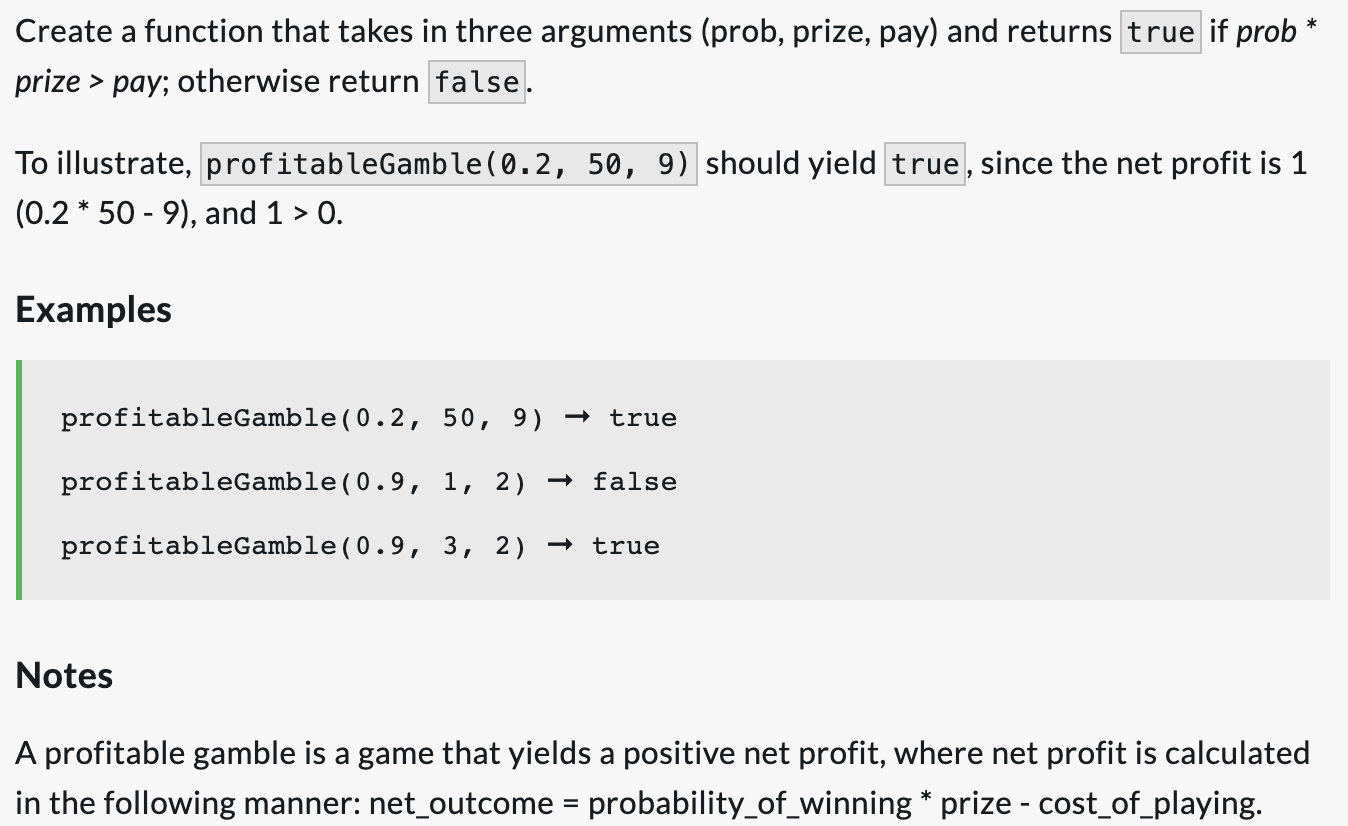 Create a function that takes in three arguments (prob, prize, pay) and returns true if prob *
prize > pay; otherwise return false.
To illustrate, profitableGamble(0.2, 50, 9) should yield true, since the net profit is 1
(0.2 * 50 - 9), and 1 > 0.
Examples
profitableGamble(0.2, 50, 9) ➞ true
profitableGamble(0.9, 1, 2) ➞ false
profitableGamble(0.9, 3, 2) ➞ true
Notes
A profitable gamble is a game that yields a positive net profit, where net profit is calculated
in the following manner: net_outcome = probability_of_winning * prize - cost_of_playing.